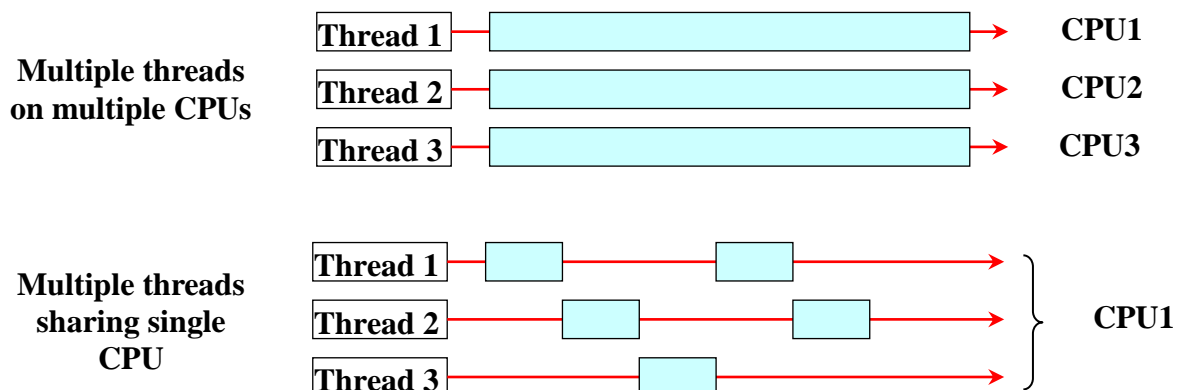 Thread 1
CPU1
Multiple threads
on multiple CPUs
Thread 2
CPU2
Thread 3
CPU3
Thread 1
Multiple threads
sharing single
CPU
Thread 2
CPU1
Thread 3